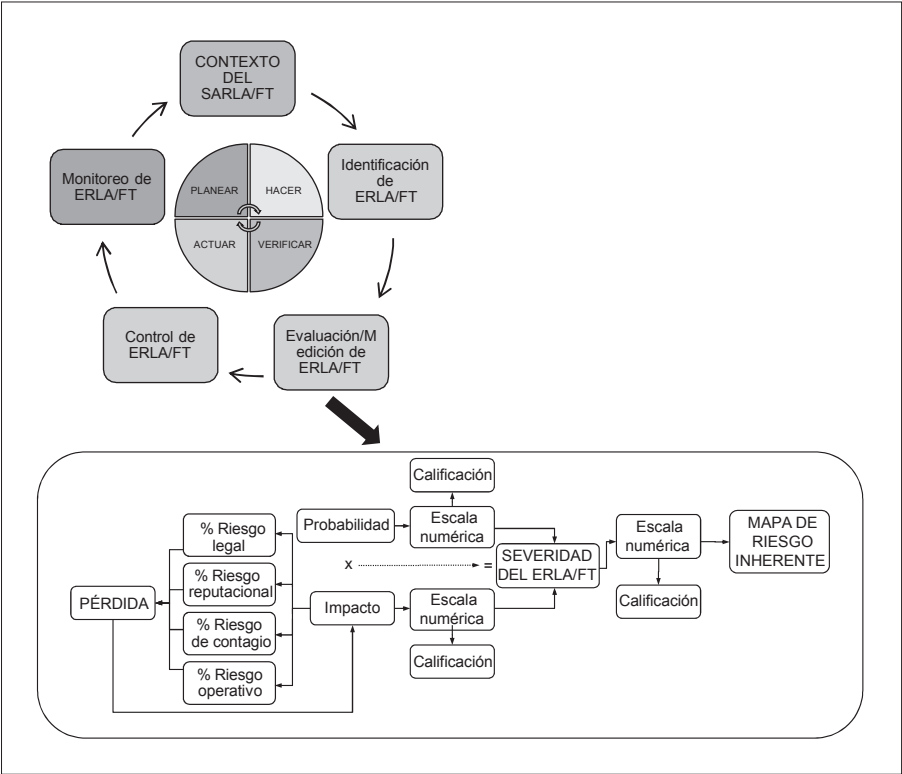 CONTEXTO
DEL
SARLA/FT
Monitoreo de
ERLA/FT
Identificación
de
ERLA/FT
PLANEAR
HACER
ACTUAR
VERIFICAR
Control de
ERLA/FT
Evaluación/M
edición de
ERLA/FT
Calificación
Probabilidad
Escala
numérica
% Riesgo
legal
x
=
SEVERIDAD
DEL ERLA/FT
Escala
numérica
MAPA DE
RIESGO
INHERENTE
% Riesgo
reputacional
PÉRDIDA
Impacto
Escala
numérica
Calificación
% Riesgo
de contagio
Calificación
% Riesgo
operativo